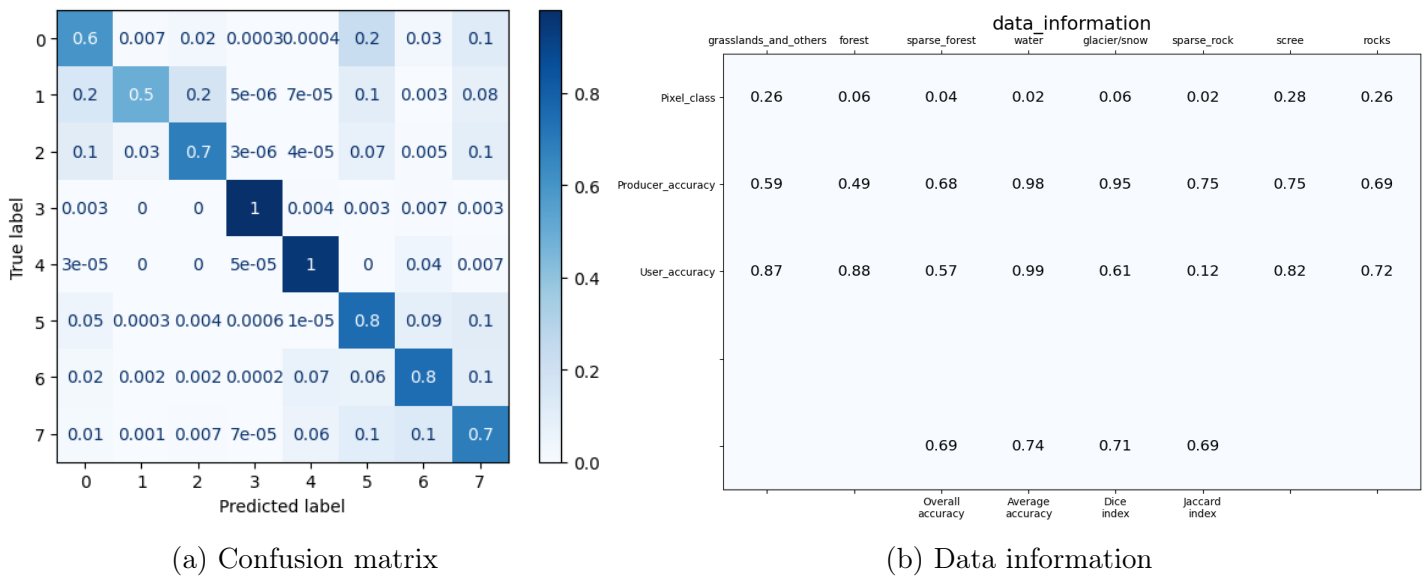 0 0.6 0.007 0.02 0.0003 0.0004 0.2 0.03 0.1
1 0.2 0.5 0.2 5e-06 7e-05 0.1 0.003 0.08
2 0.1 0.03 0.7 3e-06 4e-05 0.07 0.005 0.1
3 0.003 0 0 1 0.004 0.003 0.007 0.003
4 3e-05 0 0 5e-05 1 0 0.04 0.007
5 0.05 0.0003 0.004 0.0006 1e-05 0.8 0.09 0.1
6 0.02 0.002 0.002 0.0002 0.07 0.06 0.8 0.1
7 0.01 0.001 0.007 7e-05 0.06 0.1 0.1 0.7
0 1 2 3 4 5 6 7
True label
Predicted label
0.8
0.6
0.4
0.2
0.0
(a) Confusion matrix
data_information
grasslands_and_others forest sparse_forest water glacier/snow sparse_rock scree rocks
Pixel_class 0.26 0.06 0.04 0.02 0.06 0.02 0.28 0.26
Producer_accuracy 0.59 0.49 0.68 0.98 0.95 0.75 0.75 0.69
User_accuracy 0.87 0.88 0.57 0.99 0.61 0.12 0.82 0.72
0.69 0.74 0.71 0.69
Overall Average Dice Jaccard
accuracy accuracy index index
(b) Data information